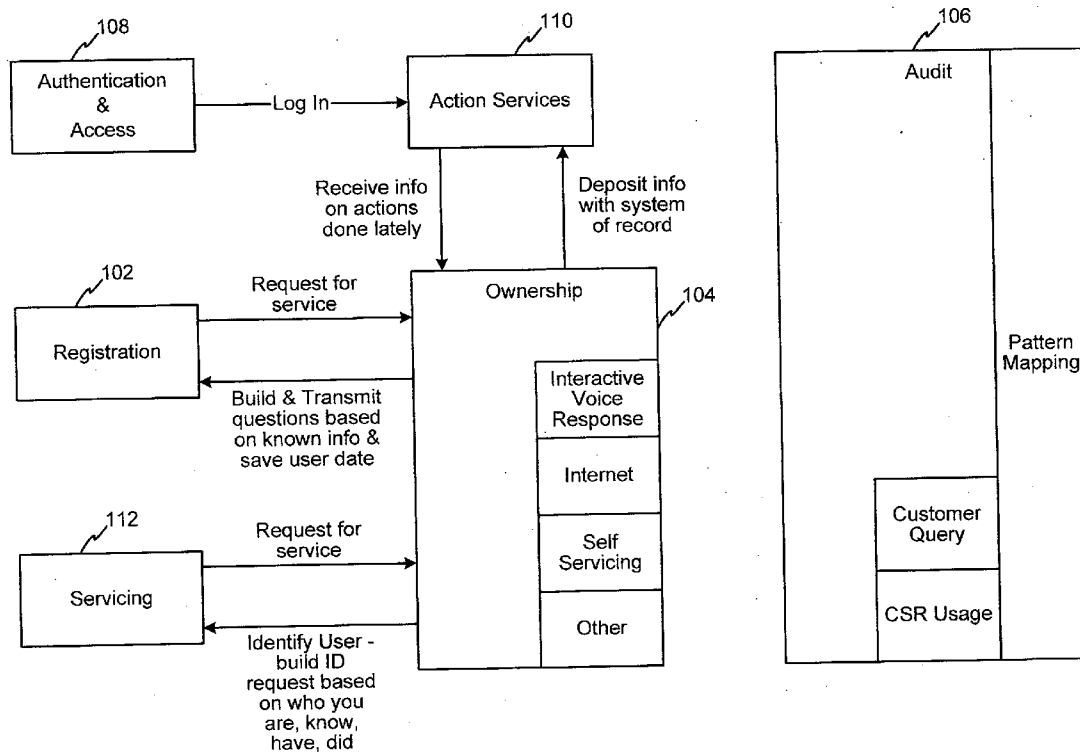 108
Authentication
&
Access
Log In
110
Action Services
Receive info
on actions
done lately
Deposit info
with system
of record
102
Registration
Request for
service
Build & Transmit
questions based
on known info &
save user date
112
Servicing
Request for
service
Identify User -
build ID
request based
on who you
are, know,
have, did
Ownership
104
Interactive
Voice
Response
Internet
Self
Servicing
Other
106
Audit
Pattern
Mapping
Customer
Query
CSR Usage